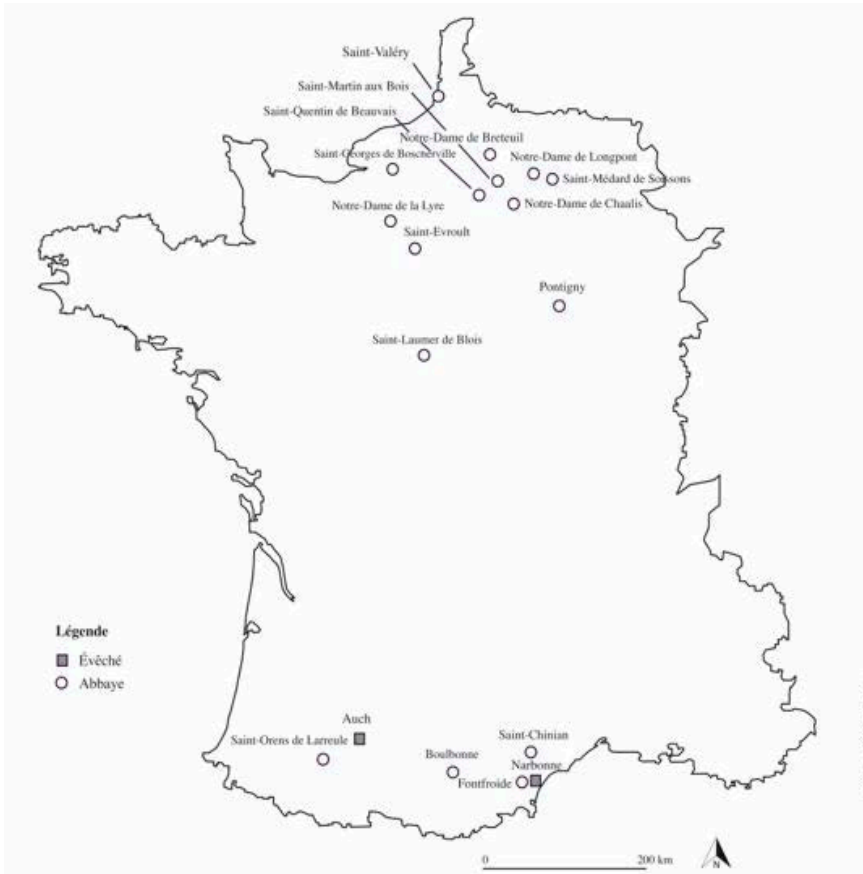 Saint-Valéry
Saint-Martin aux Bois
Saint-Quentin de Beauvais
Notre-Dame de Breteuil
Saint-Georges de Boscherville
Notre-Dame de Longpont
Saint-Médard de Soissons
Notre-Dame de la Lyre
Notre-Dame de Chaalis
Saint-Evroult
Pontigny
Saint-Laumer de Blois
Légende
Évêché
Abbaye
Auch
Saint-Orens de Larreule
Saint-Chinian
Boulbonne
Narbonne
Fontfroide
0 200 km
N